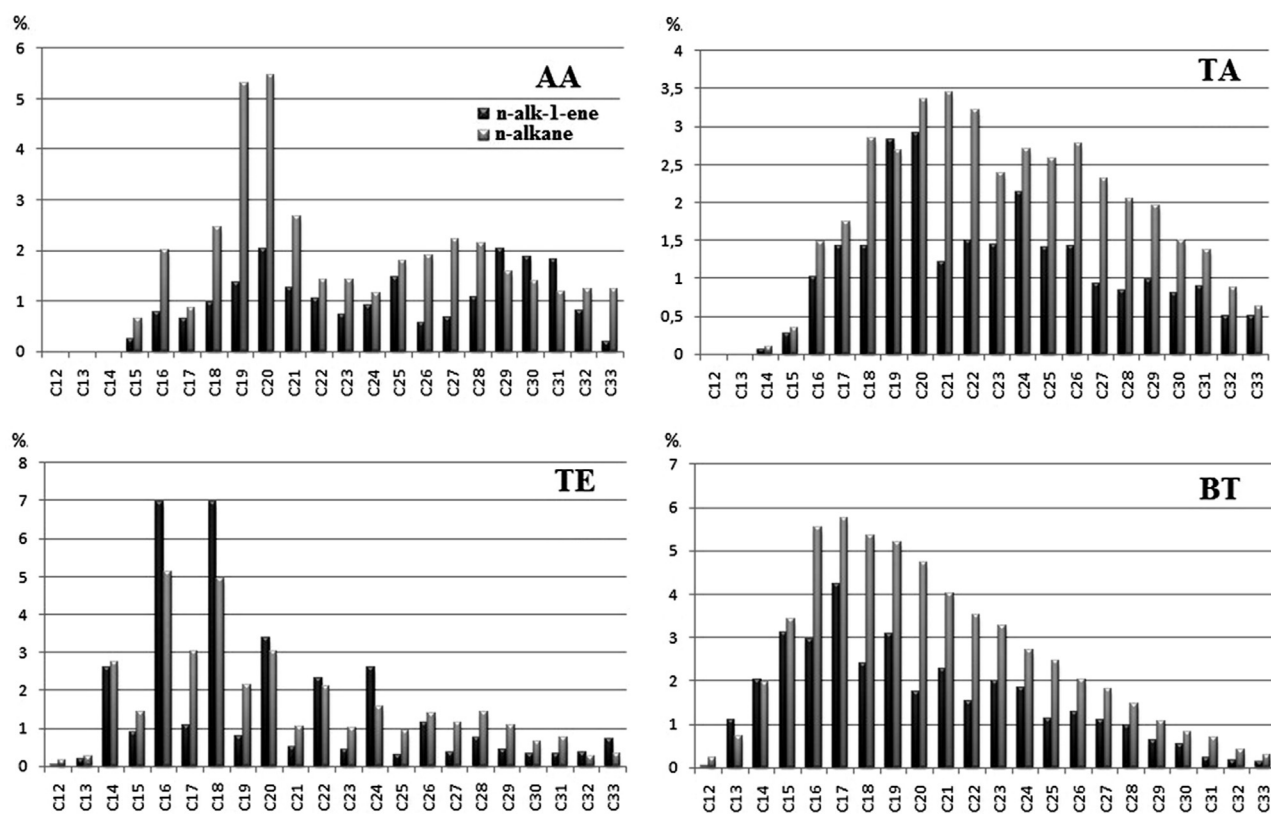 %.
6
5
4
3
2
1
0
AA
n-alk-1-ene
n-alkane
C12
C13
C14
C15
C16
C17
C18
C19
C20
C21
C22
C23
C24
C25
C26
C27
C28
C29
C30
C31
C32
C33
%.
4
3,5
3
2,5
2
1,5
1
0,5
0
TA
C12
C13
C14
C15
C16
C17
C18
C19
C20
C21
C22
C23
C24
C25
C26
C27
C28
C29
C30
C31
C32
C33
%.
8
7
6
5
4
3
2
1
0
TE
C12
C13
C14
C15
C16
C17
C18
C19
C20
C21
C22
C23
C24
C25
C26
C27
C28
C29
C30
C31
C32
C33
%.
7
6
5
4
3
2
1
0
BT
C12
C13
C14
C15
C16
C17
C18
C19
C20
C21
C22
C23
C24
C25
C26
C27
C28
C29
C30
C31
C32
C33